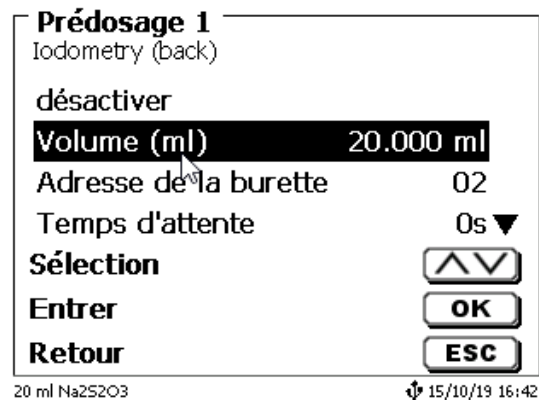 Prédosage 1
Iodometry (back)
désactiver
Volume (ml) 20.000 ml
Adresse de la burette 02
Temps d'attente 0s
Sélection
Entrer OK
Retour ESC
20 ml Na2S2O3 15/10/19 16:42